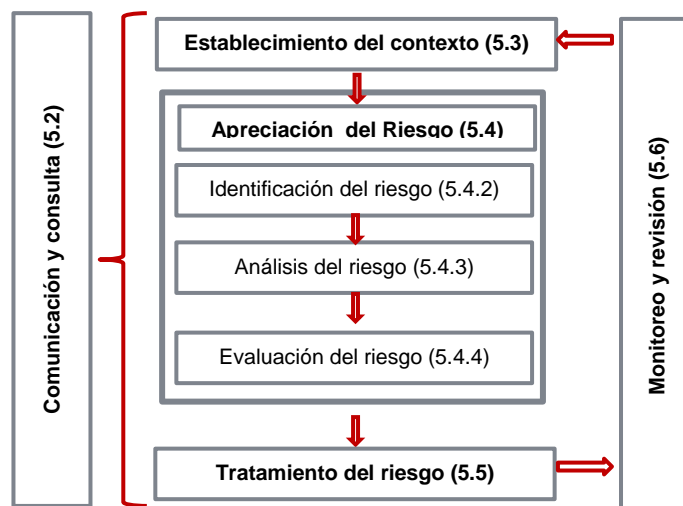 Comunicación y consulta (5.2)
Establecimiento del contexto (5.3)
Apreciación del Riesgo (5.4)
Identificación del riesgo (5.4.2)
Análisis del riesgo (5.4.3)
Evaluación del riesgo (5.4.4)
Tratamiento del riesgo (5.5)
Monitoreo y revisión (5.6)